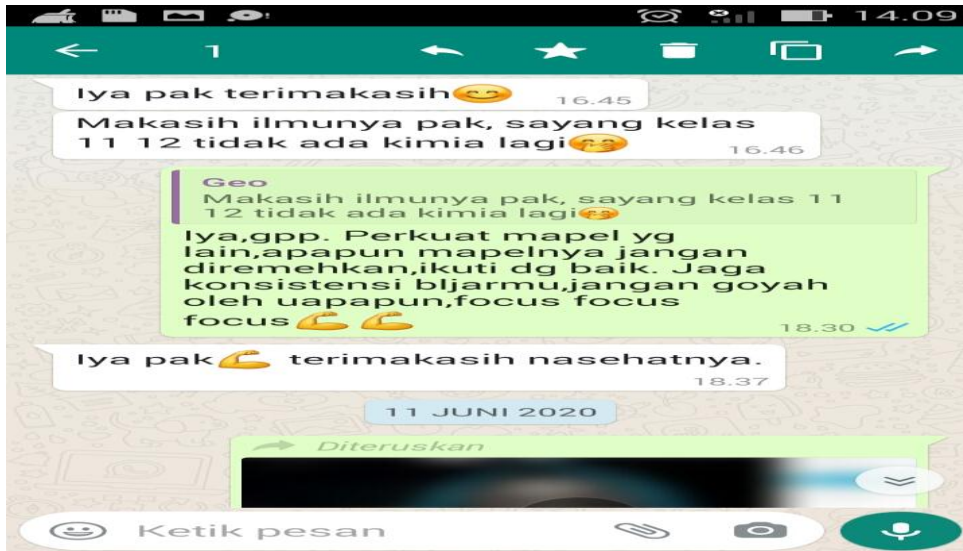 14.09
1
Iya pak terimakasih😊 16.45
Makasih ilmunya pak, sayang kelas
11 12 tidak ada kimia lagi🤭 16.46
Geo
Makasih ilmunya pak, sayang kelas 11
12 tidak ada kimia lagi🤭
Iya,gpp. Perkuat mapel yg
lain,apapun mapelnya jangan
diremehkan,ikuti dg baik. Jaga
konsistensi bljarmu,jangan goyah
oleh uapapun,focus focus
focus💪💪 18.30
Iya pak💪 terimakasih nasehatnya.
18.37
11 JUNI 2020
Diteruskan
Ketik pesan